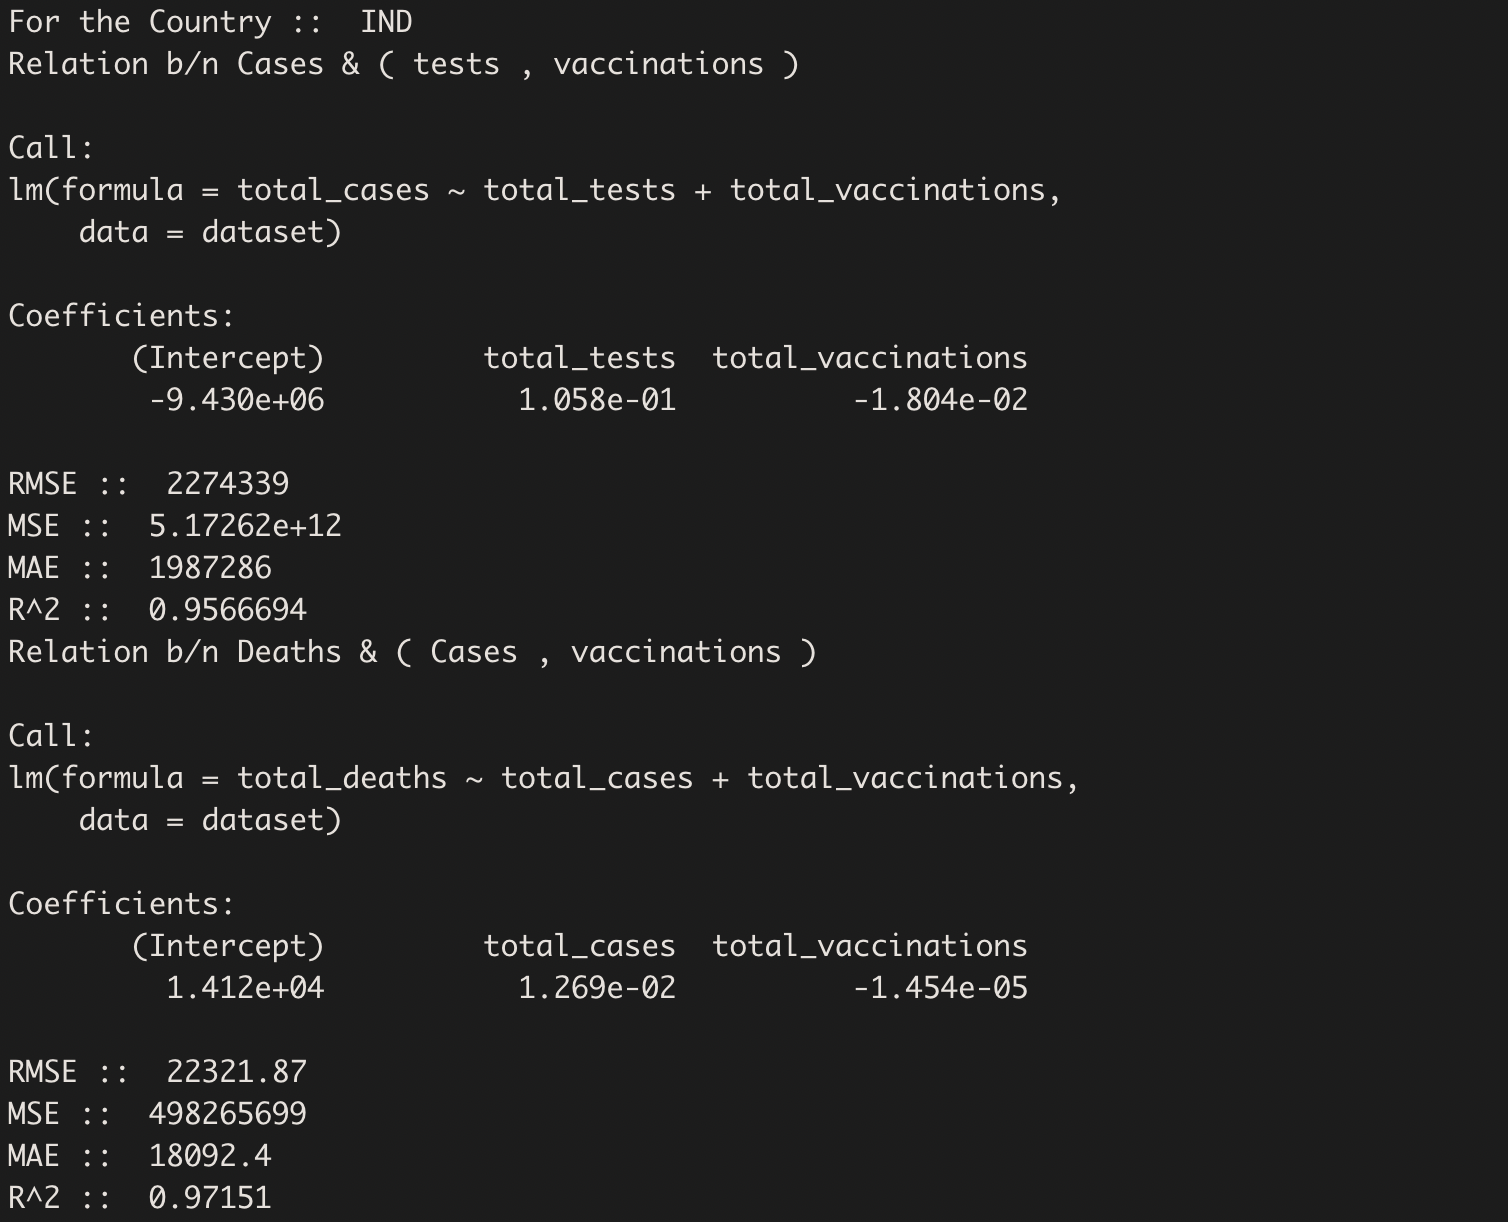 For the Country ::  IND
Relation b/n Cases & ( tests , vaccinations )
Call:
lm(formula = total_cases ~ total_tests + total_vaccinations,
    data = dataset)
Coefficients:
       (Intercept)         total_tests  total_vaccinations
        -9.430e+06           1.058e-01          -1.804e-02
RMSE ::  2274339
MSE ::  5.17262e+12
MAE ::  1987286
R^2 ::  0.9566694
Relation b/n Deaths & ( Cases , vaccinations )
Call:
lm(formula = total_deaths ~ total_cases + total_vaccinations,
    data = dataset)
Coefficients:
       (Intercept)         total_cases  total_vaccinations
         1.412e+04           1.269e-02          -1.454e-05
RMSE ::  22321.87
MSE ::  498265699
MAE ::  18092.4
R^2 ::  0.97151